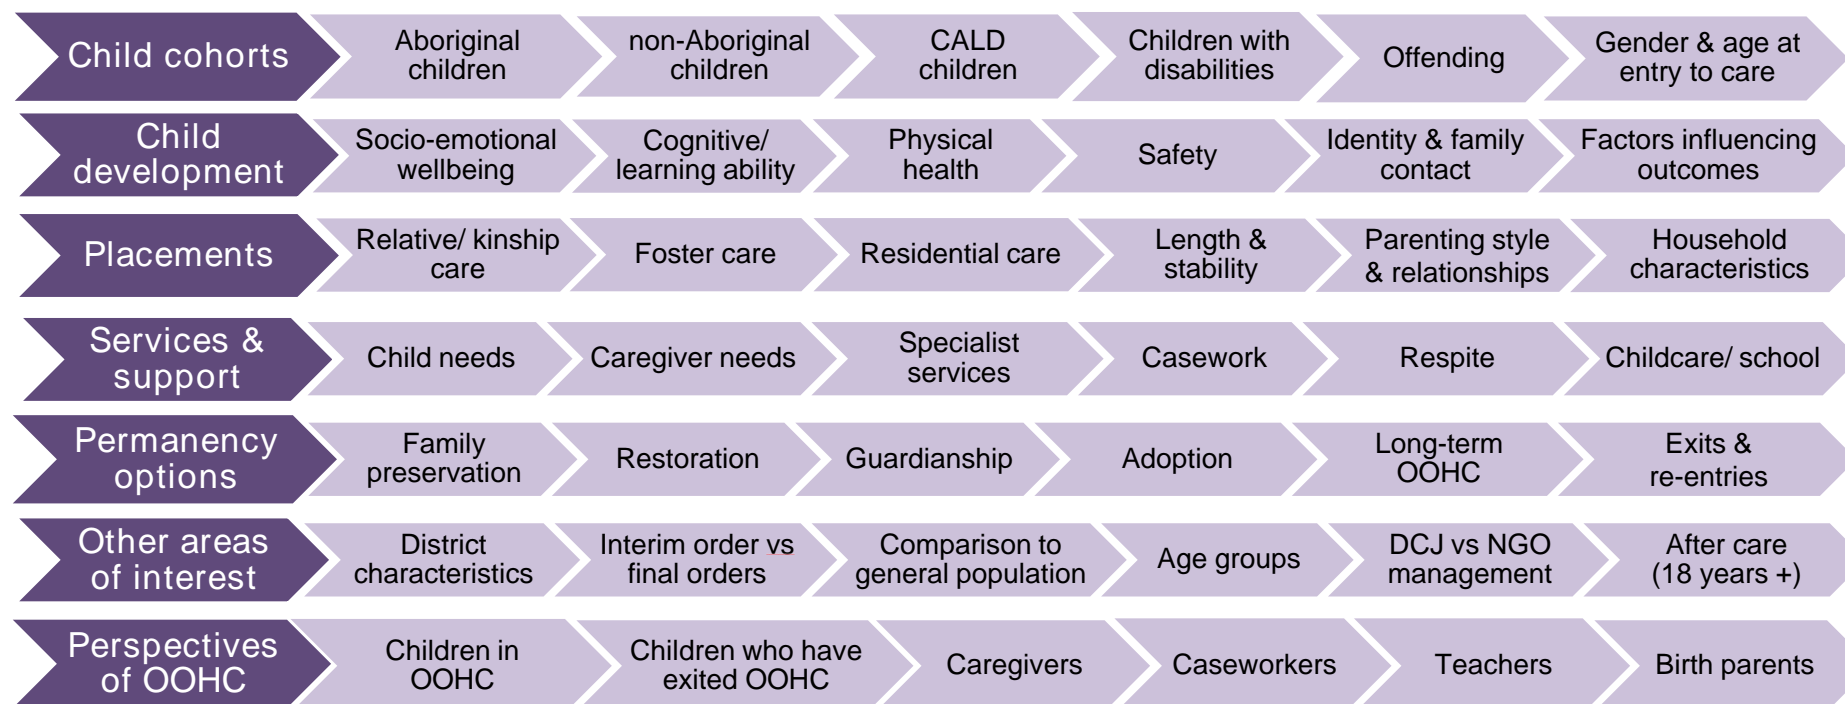 Child cohorts
Aboriginal
children
non-Aboriginal
children
CALD
children
Children with
disabilities
Offending
Gender & age at
entry to care
Child
development
Socio-emotional
wellbeing
Cognitive/
learning ability
Physical
health
Safety
Identity & family
contact
Factors influencing
outcomes
Placements
Relative/ kinship
care
Foster care
Residential care
Length &
stability
Parenting style
& relationships
Household
characteristics
Services &
support
Child needs
Caregiver needs
Specialist
services
Casework
Respite
Childcare/ school
Permanency
options
Family
preservation
Restoration
Guardianship
Adoption
Long-term
OOHC
Exits &
re-entries
Other areas
of interest
District
characteristics
Interim order vs
final orders
Comparison to
general population
Age groups
DCJ vs NGO
management
After care
(18 years +)
Perspectives
of OOHC
Children in
OOHC
Children who have
exited OOHC
Caregivers
Caseworkers
Teachers
Birth parents